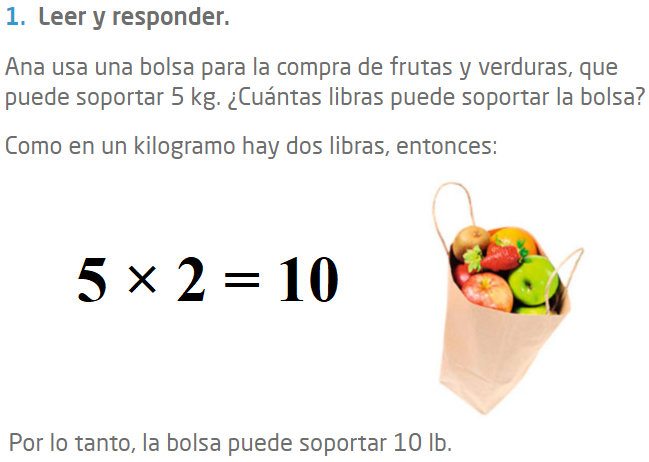 1. Leer y responder.
Ana usa una bolsa para la compra de frutas y verduras, que
puede soportar 5 kg. ¿Cuántas libras puede soportar la bolsa?
Como en un kilogramo hay dos libras, entonces:
5 × 2 = 10
Por lo tanto, la bolsa puede soportar 10 lb.